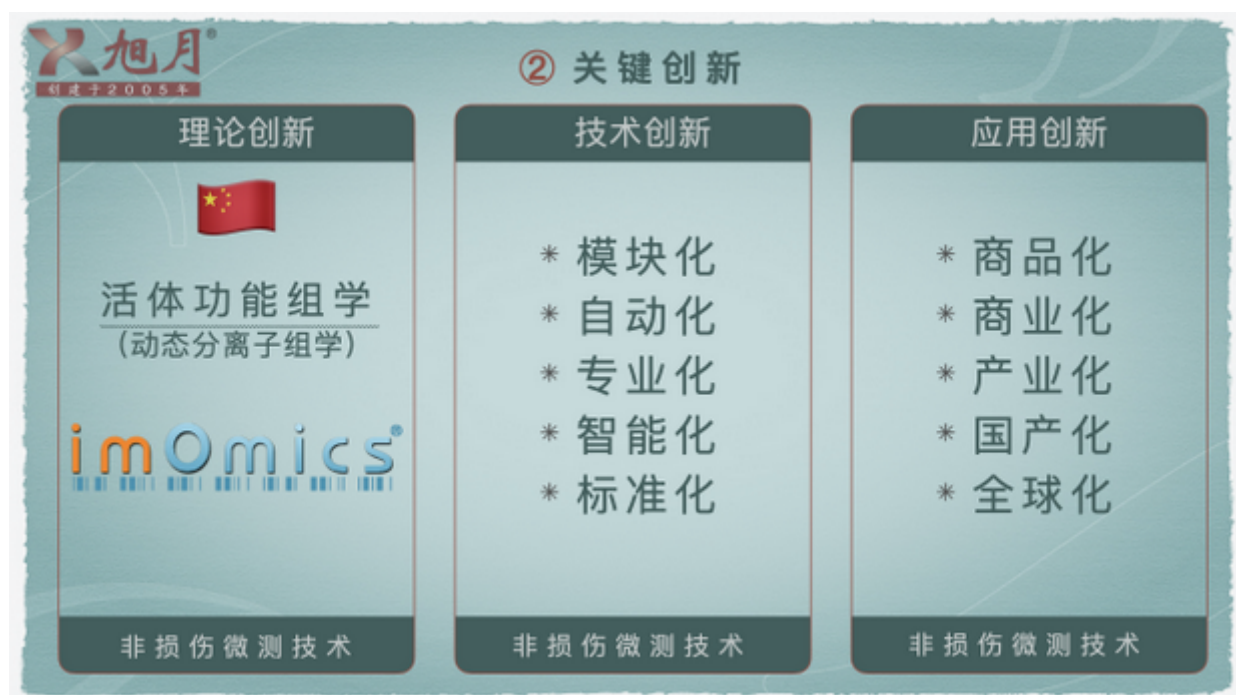 旭月®
创建于2005年
② 关键创新
理论创新
活体功能组学
(动态分离子组学)
imOmics®
非损伤微测技术
技术创新
* 模块化
* 自动化
* 专业化
* 智能化
* 标准化
非损伤微测技术
应用创新
* 商品化
* 商业化
* 产业化
* 国产化
* 全球化
非损伤微测技术